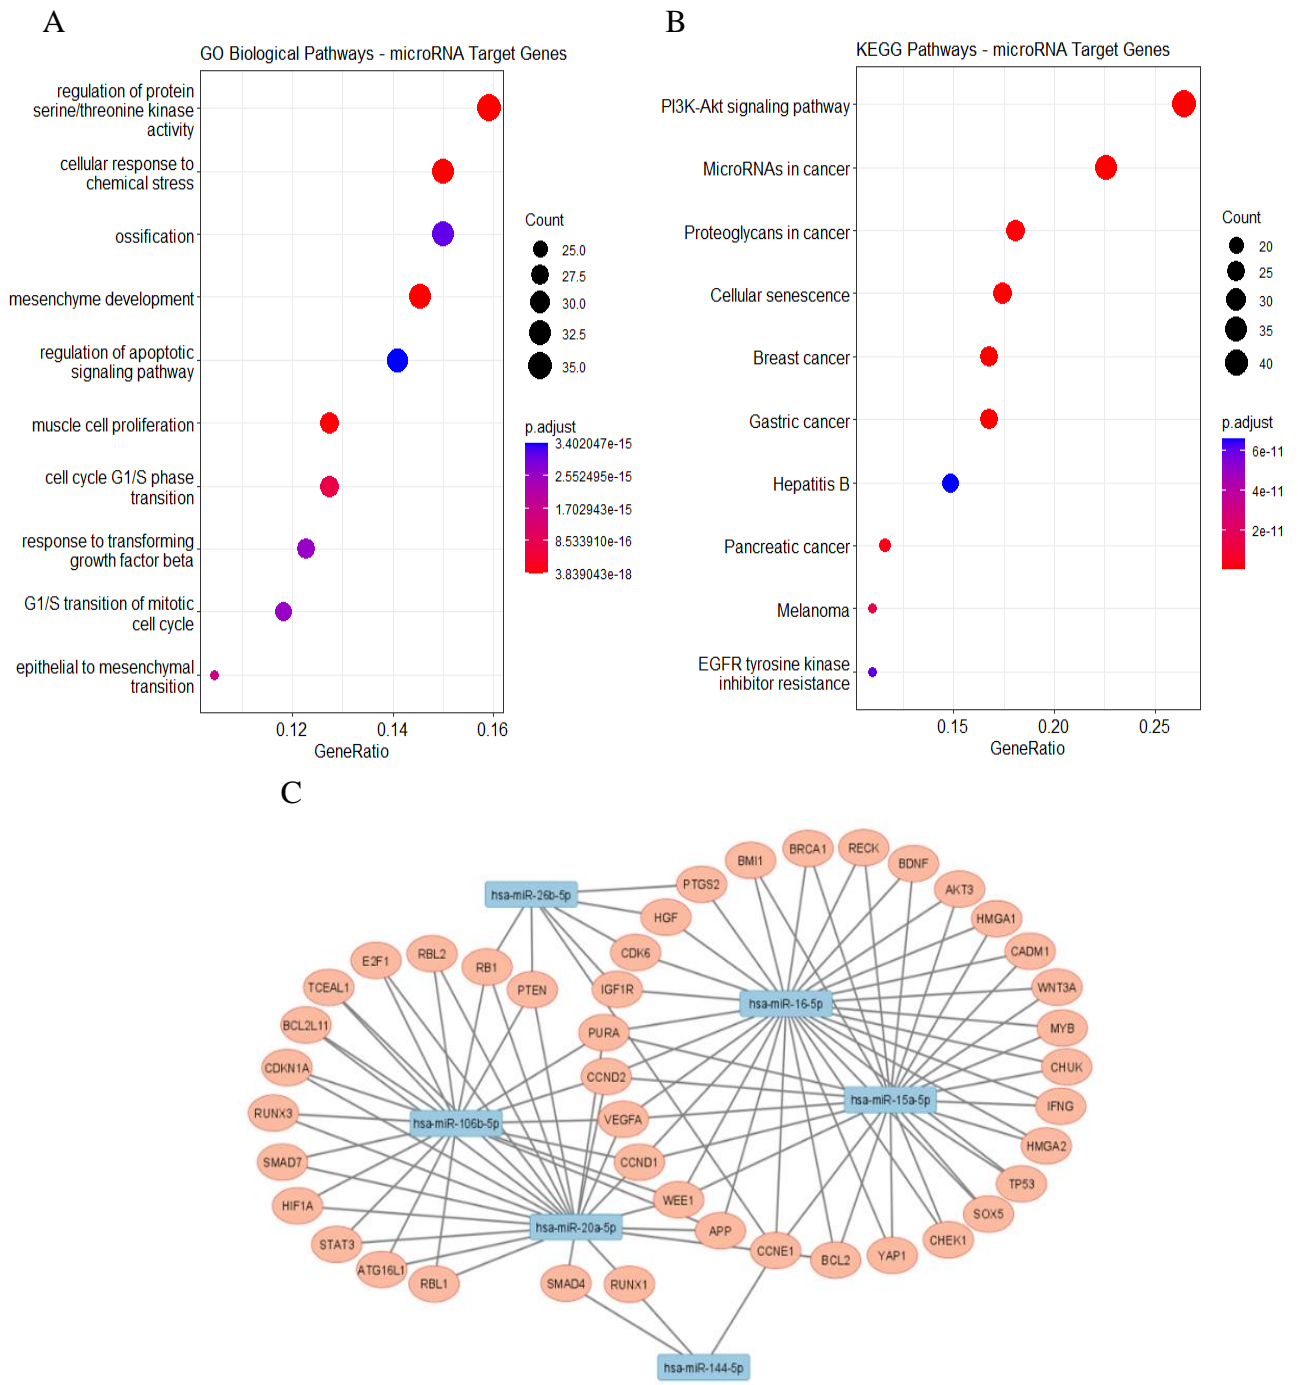 A
GO Biological Pathways - microRNA Target Genes
regulation of protein
serine/threonine kinase
activity
cellular response to
chemical stress
ossification
mesenchyme development
regulation of apoptotic
signaling pathway
muscle cell proliferation
cell cycle G1/S phase
transition
response to transforming
growth factor beta
G1/S transition of mitotic
cell cycle
epithelial to mesenchymal
transition
0.12
0.14
0.16
GeneRatio
Count
25.0
27.5
30.0
32.5
35.0
p.adjust
3.402047e-15
2.552495e-15
1.702943e-15
8.533910e-16
3.839043e-18
B
KEGG Pathways - microRNA Target Genes
PI3K-Akt signaling pathway
MicroRNAs in cancer
Proteoglycans in cancer
Cellular senescence
Breast cancer
Gastric cancer
Hepatitis B
Pancreatic cancer
Melanoma
EGFR tyrosine kinase
inhibitor resistance
0.15
0.20
0.25
GeneRatio
Count
20
25
30
35
40
p.adjust
6e-11
4e-11
2e-11
C
BRCA1
RECK
BMI1
BDNF
PTGS2
AKT3
hsa-miR-26b-5p
HGF
HMGA1
CDK6
CADM1
RBL2
E2F1
RB1
TCEAL1
PTEN
IGF1R
WNT3A
hsa-miR-16-5p
BCL2L11
PURA
MYB
CDKN1A
CCND2
CHUK
hsa-miR-15a-5p
IFNG
RUNX3
hsa-miR-106b-5p
VEGFA
HMGA2
SMAD7
CCND1
TP53
HIF1A
WEE1
SOX5
hsa-miR-20a-5p
APP
CHEK1
STAT3
CCNE1
BCL2
YAP1
ATG16L1
RBL1
SMAD4
RUNX1
hsa-miR-144-5p